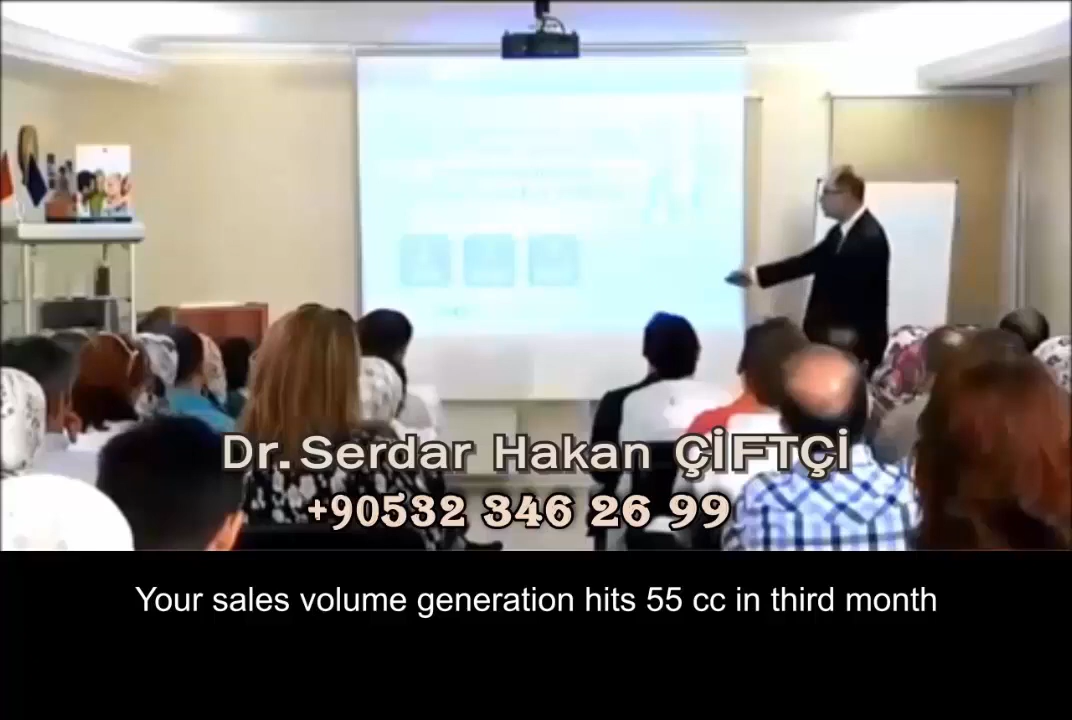 Dr. Serdar Hakan ÇİFTÇİ
+90532 346 26 99
Your sales volume generation hits 55 cc in third month